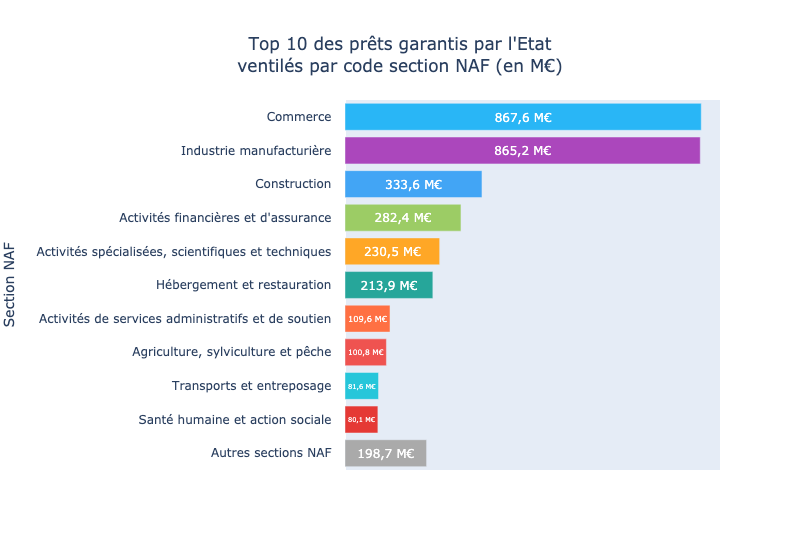 Top 10 des prêts garantis par l'Etat
ventilés par code section NAF (en M€)
Section NAF
Commerce 867,6 M€
Industrie manufacturière 865,2 M€
Construction 333,6 M€
Activités financières et d'assurance 282,4 M€
Activités spécialisées, scientifiques et techniques 230,5 M€
Hébergement et restauration 213,9 M€
Activités de services administratifs et de soutien 109,6 M€
Agriculture, sylviculture et pêche 100,8 M€
Transports et entreposage 81,6 M€
Santé humaine et action sociale 80,1 M€
Autres sections NAF 198,7 M€